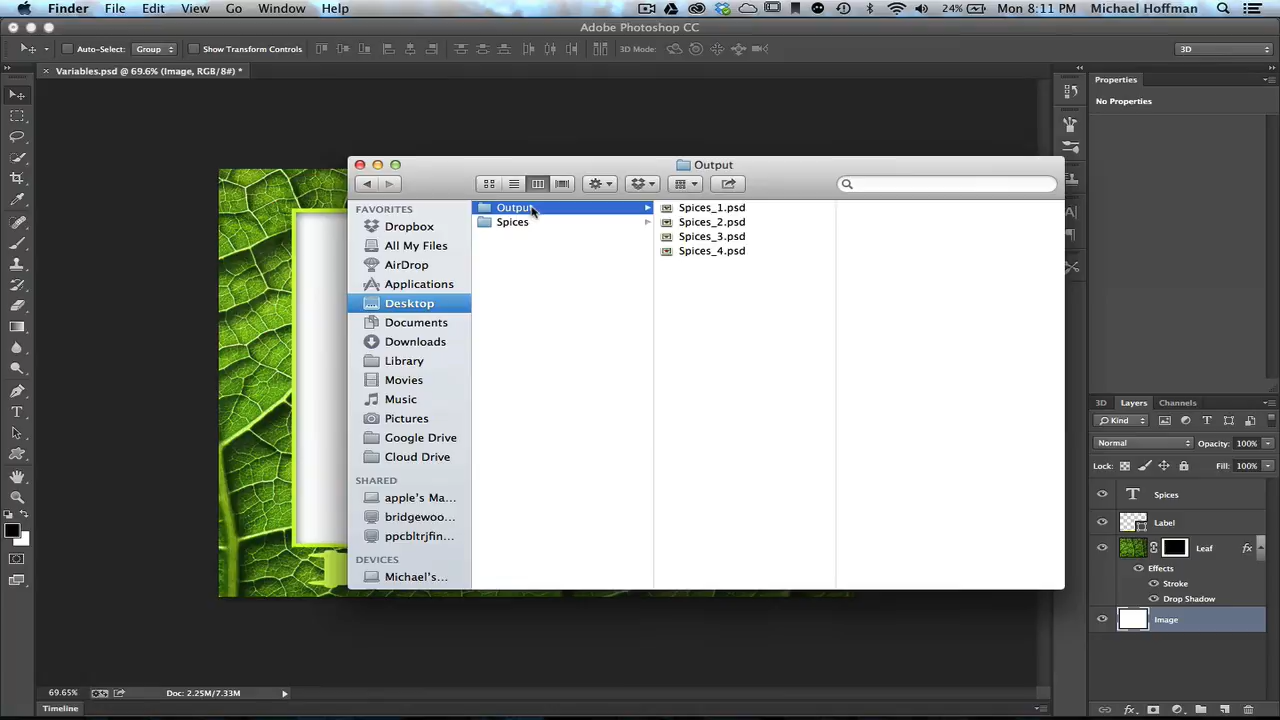 Finder File Edit View Go Window Help 24% Mon 8:11 PM Michael Hoffman
Adobe Photoshop CC
Auto-Select: Group Show Transform Controls 3D Mode: 3D
Variables.psd @ 69.6% (Image, RGB/8#) *
Properties
No Properties
Output
FAVORITES
Dropbox
All My Files
AirDrop
Applications
Desktop
Documents
Downloads
Library
Movies
Music
Pictures
Google Drive
Cloud Drive
SHARED
apple's Ma...
bridgewoo...
ppcbltrjfin...
DEVICES
Michael's...
Output
Spices
Spices_1.psd
Spices_2.psd
Spices_3.psd
Spices_4.psd
3D Layers Channels
Kind
Normal Opacity: 100%
Lock: Fill: 100%
Spices
Label
Leaf fx
Effects
Stroke
Drop Shadow
Image
69.65% Doc: 2.25M/7.33M
Timeline